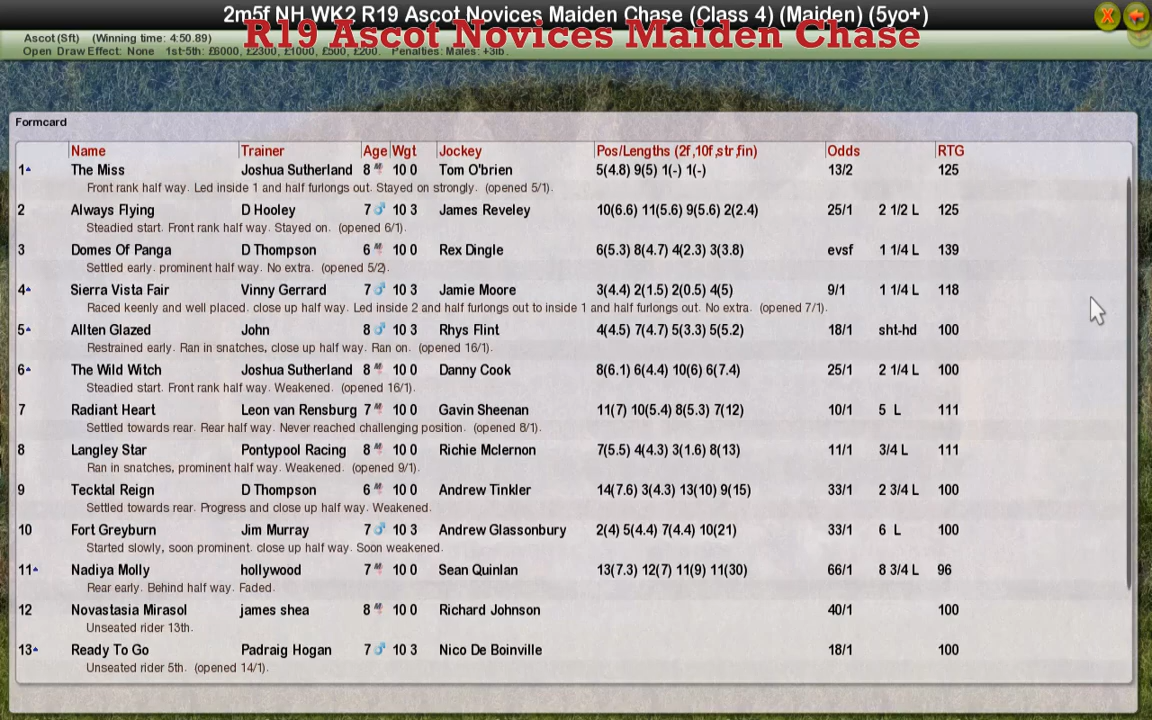 2m5f NH WK2 R19 Ascot Novices Maiden Chase (Class 4) (Maiden) (5yo+)
R19 Ascot Novices Maiden Chase
Ascot(Sft) (Winning time: 4:50.89)
Open Draw Effect: None 1st-5th: £6000, £2300, £1000, £500, £200. Penalties: Males: +3lb.
Formcard
Name Trainer Age Wgt Jockey Pos/Lengths (2f,10f,str,fin) Odds RTG
1 The Miss Joshua Sutherland 8 10 0 Tom O'brien 5(4.8) 9(5) 1(-) 1(-) 13/2 125
Front rank half way. Led inside 1 and half furlongs out. Stayed on strongly. (opened 5/1).
2 Always Flying D Hooley 7 10 3 James Reveley 10(6.6) 11(5.6) 9(5.6) 2(2.4) 25/1 2 1/2 L 125
Steadied start. Front rank half way. Stayed on. (opened 6/1).
3 Domes Of Panga D Thompson 6 10 0 Rex Dingle 6(5.3) 8(4.7) 4(2.3) 3(3.8) evsf 1 1/4 L 139
Settled early. prominent half way. No extra. (opened 5/2).
4 Sierra Vista Fair Vinny Gerrard 7 10 3 Jamie Moore 3(4.4) 2(1.5) 2(0.5) 4(5) 9/1 1 1/4 L 118
Raced keenly and well placed. close up half way. Led inside 2 and half furlongs out to inside 1 and half furlongs out. No extra. (opened 7/1).
5 Allten Glazed John 8 10 3 Rhys Flint 4(4.5) 7(4.7) 5(3.3) 5(5.2) 18/1 sht-hd 100
Restrained early. Ran in snatches, close up half way. Ran on. (opened 16/1).
6 The Wild Witch Joshua Sutherland 8 10 0 Danny Cook 8(6.1) 6(4.4) 10(6) 6(7.4) 25/1 2 1/4 L 100
Steadied start. Front rank half way. Weakened. (opened 16/1).
7 Radiant Heart Leon van Rensburg 7 10 0 Gavin Sheenan 11(7) 10(5.4) 8(5.3) 7(12) 10/1 5 L 111
Settled towards rear. Rear half way. Never reached challenging position. (opened 8/1).
8 Langley Star Pontypool Racing 8 10 0 Richie Mclernon 7(5.5) 4(4.3) 3(1.6) 8(13) 11/1 3/4 L 111
Ran in snatches, prominent half way. Weakened. (opened 9/1).
9 Tecktal Reign D Thompson 6 10 0 Andrew Tinkler 14(7.6) 3(4.3) 13(10) 9(15) 33/1 2 3/4 L 100
Settled towards rear. Progress and close up half way. Weakened.
10 Fort Greyburn Jim Murray 7 10 3 Andrew Glassonbury 2(4) 5(4.4) 7(4.4) 10(21) 33/1 6 L 100
Started slowly, soon prominent. close up half way. Soon weakened.
11 Nadiya Molly hollywood 7 10 0 Sean Quinlan 13(7.3) 12(7) 11(9) 11(30) 66/1 8 3/4 L 96
Rear early. Behind half way. Faded.
12 Novastasia Mirasol james shea 8 10 0 Richard Johnson 40/1 100
Unseated rider 13th.
13 Ready To Go Padraig Hogan 7 10 3 Nico De Boinville 18/1 100
Unseated rider 5th. (opened 14/1).